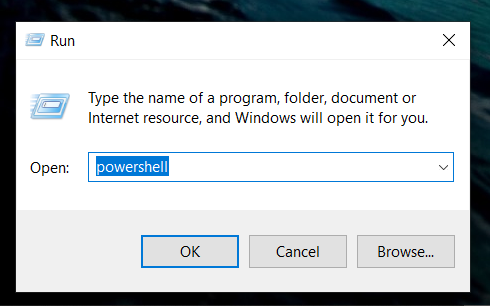 Run
Type the name of a program, folder, document or
Internet resource, and Windows will open it for you.
Open: powershell
OK Cancel Browse...